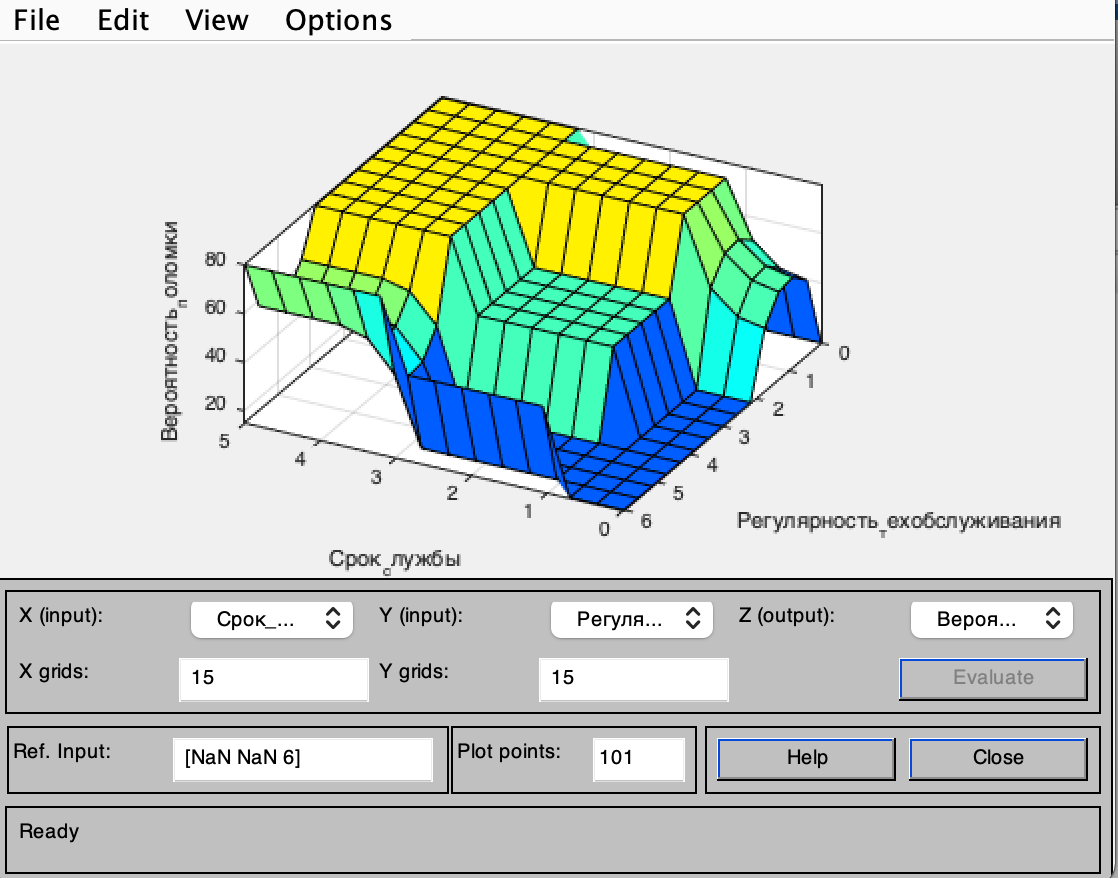 File Edit View Options
Вероятность_поломки
80
60
40
20
5
4
3
2
1
0
0
1
2
3
4
5
6
Срок_службы
Регулярность_техобслуживания
X (input): Срок_... Y (input): Регуля... Z (output): Вероя...
X grids: 15 Y grids: 15 Evaluate
Ref. Input: [NaN NaN 6] Plot points: 101 Help Close
Ready